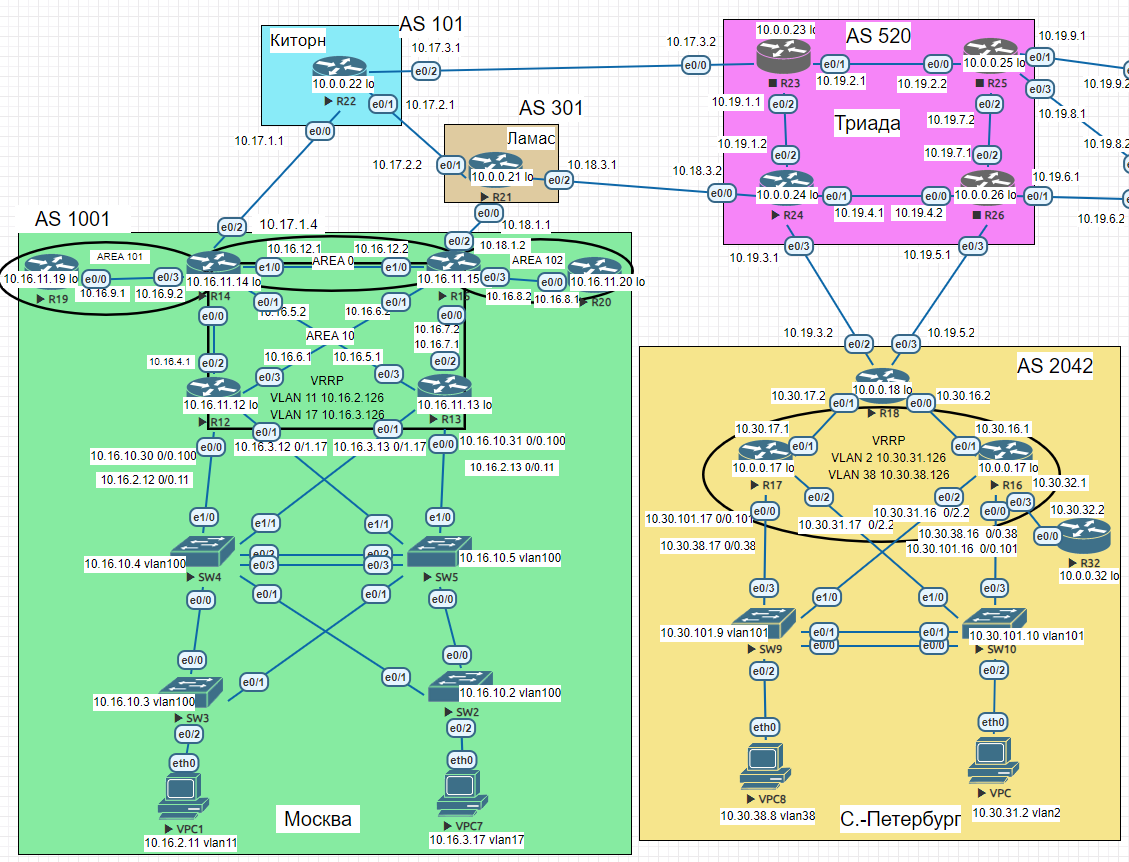 AS 101
Киторн
10.0.0.22 lo
R22
e0/2
10.17.3.1
e0/1
10.17.2.1
e0/0
10.17.1.1
AS 301
Ламас
10.17.2.2
e0/1
10.0.0.21 lo
R21
e0/2
10.18.3.1
e0/0
10.18.1.1
AS 520
Триада
10.17.3.2
e0/0
10.0.0.23 lo
R23
e0/1
10.19.2.1
e0/0
10.19.2.2
10.0.0.25 lo
R25
e0/1
10.19.9.1
10.19.9.2
e0/3
10.19.8.1
10.19.8.2
10.19.1.1
e0/2
10.19.7.2
e0/2
10.19.1.2
e0/2
10.19.7.1
e0/2
10.18.3.2
e0/0
10.0.0.24 lo
R24
e0/1
10.19.4.1
e0/0
10.19.4.2
10.0.0.26 lo
R26
e0/1
10.19.6.1
10.19.6.2
e0/3
10.19.3.1
e0/3
10.19.5.1
AS 1001
e0/2
10.17.1.4
e0/2
10.18.1.2
AREA 101
10.16.11.19 lo
R19
e0/0
10.16.9.1
e0/3
10.16.9.2
10.16.11.14 lo
R14
10.16.12.1
e1/0
AREA 0
10.16.12.2
e1/0
10.16.11.15
R15
AREA 102
e0/3
10.16.8.2
e0/0
10.16.8.1
10.16.11.20 lo
R20
e0/1
10.16.5.2
10.16.6.2
e0/1
e0/0
e0/0
10.16.7.2
10.16.7.1
AREA 10
10.16.4.1
e0/2
10.16.6.1
10.16.5.1
e0/2
e0/3
e0/3
VRRP
VLAN 11 10.16.2.126
VLAN 17 10.16.3.126
10.16.11.12 lo
R12
10.16.11.13 lo
R13
e0/1
e0/1
10.16.3.12 0/1.17
10.16.3.13 0/1.17
e0/0
10.16.10.30 0/0.100
10.16.2.12 0/0.11
e0/0
10.16.10.31 0/0.100
10.16.2.13 0/0.11
e1/0
e1/1
e1/1
e1/0
10.16.10.4 vlan100
SW4
e0/2
e0/3
e0/2
e0/3
10.16.10.5 vlan100
SW5
e0/0
e0/1
e0/1
e0/0
e0/0
e0/1
e0/1
e0/0
10.16.10.3 vlan100
SW3
10.16.10.2 vlan100
SW2
e0/2
e0/2
eth0
eth0
VPC1
10.16.2.11 vlan11
VPC7
10.16.3.17 vlan17
Москва
AS 2042
10.19.3.2
e0/2
e0/3
10.19.5.2
10.0.0.18 lo
R18
10.30.17.2
e0/1
e0/0
10.30.16.2
VRRP
VLAN 2 10.30.31.126
VLAN 38 10.30.38.126
10.30.17.1
e0/1
10.0.0.17 lo
R17
10.30.16.1
e0/1
10.0.0.17 lo
R16
10.30.32.1
e0/3
10.30.32.2
e0/0
R32
10.0.0.32 lo
e0/2
e0/2
e0/0
e0/0
10.30.101.17 0/0.101
10.30.38.17 0/0.38
10.30.31.17 0/2.2
10.30.31.16 0/2.2
10.30.38.16 0/0.38
10.30.101.16 0/0.101
e0/3
e1/0
e1/0
e0/3
10.30.101.9 vlan101
SW9
e0/1
e0/0
e0/1
e0/0
10.30.101.10 vlan101
SW10
e0/2
e0/2
eth0
eth0
VPC8
10.30.38.8 vlan38
VPC
10.30.31.2 vlan2
С.-Петербург